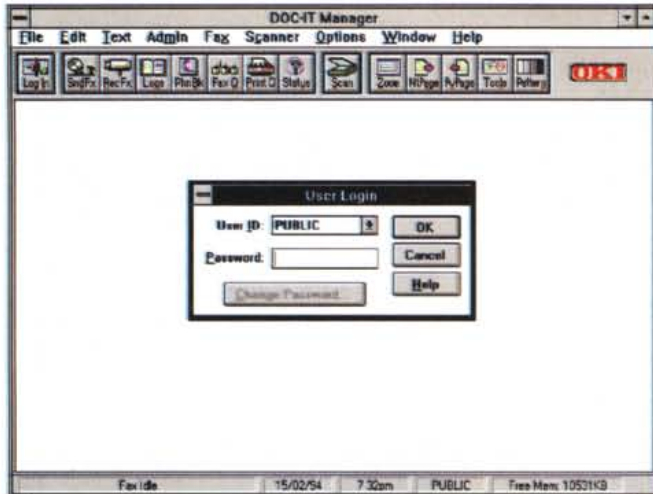 DOC-IT Manager
File Edit Text Admin Fax Scanner Options Window Help
Log In SndFx RecFx Logs PhnBk Fax Q Print Q Status Scan Zoom NtPage PvPage Tools Pattern OKI
User Login
User ID: PUBLIC OK
Password: Cancel
Change Password Help
Fax Idle 15/02/94 7:32pm PUBLIC Free Mem: 10531KB